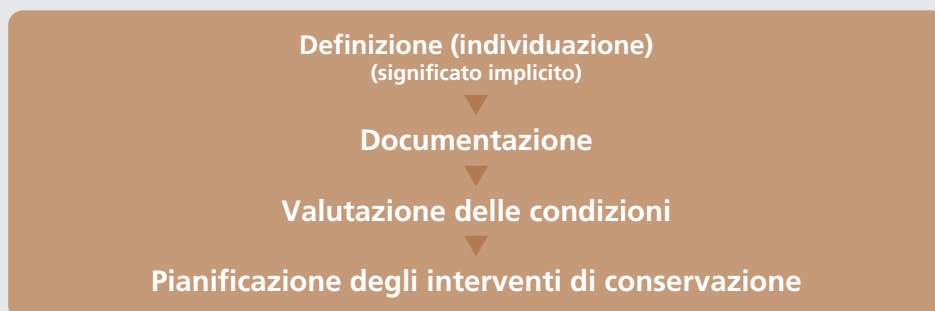 Definizione (individuazione)
(significato implicito)
Documentazione
Valutazione delle condizioni
Pianificazione degli interventi di conservazione